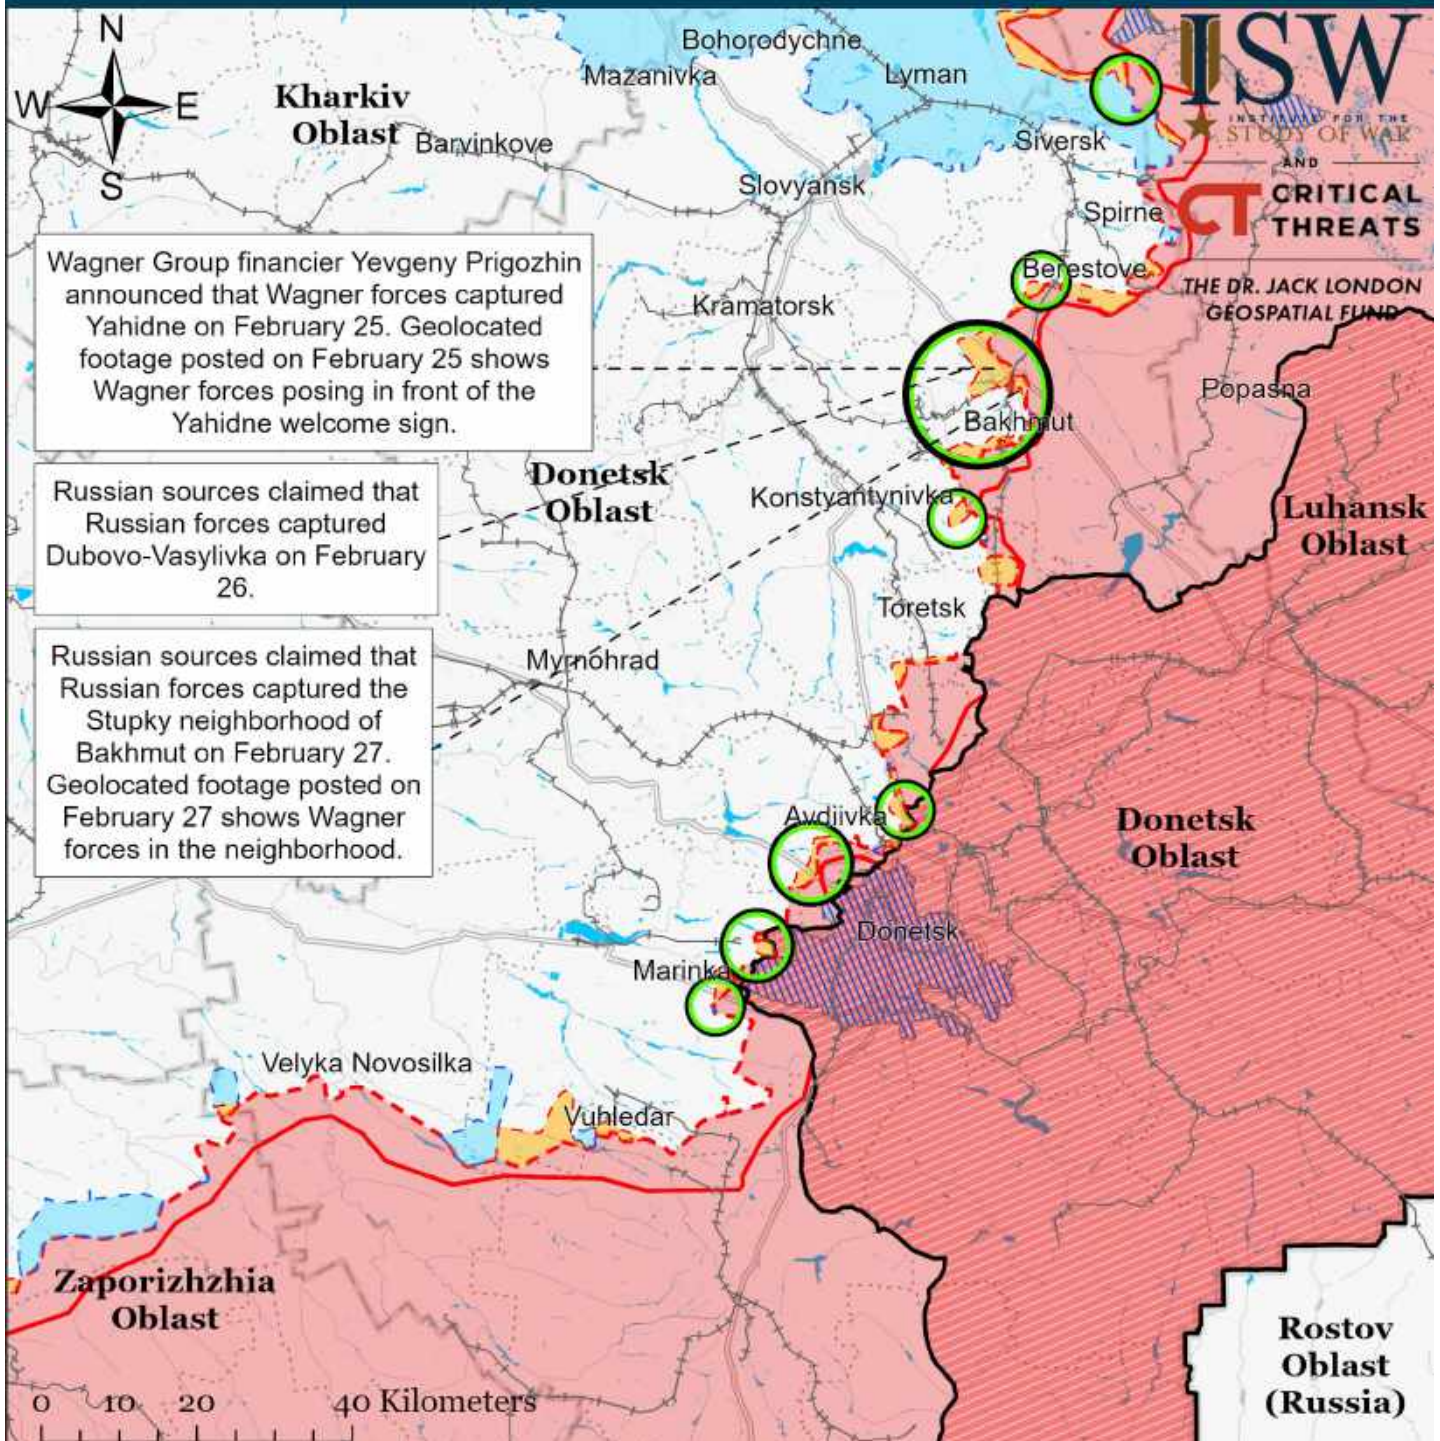 N
W
E
S
Kharkiv
Oblast
Barvinkove
Bohorodychne
Mazanivka
Lyman
Siversk
Slovyansk
Spirne
ISW
INSTITUTE FOR THE
STUDY OF WAR
AND
CT CRITICAL
THREATS
THE DR. JACK LONDON
GEOSPATIAL FUND
Wagner Group financier Yevgeny Prigozhin
announced that Wagner forces captured
Yahidne on February 25. Geolocated
footage posted on February 25 shows
Wagner forces posing in front of the
Yahidne welcome sign.
Berestove
Kramatorsk
Popasna
Bakhmut
Russian sources claimed that
Russian forces captured
Dubovo-Vasylivka on February
26.
Donetsk
Oblast
Konstyantynivka
Luhansk
Oblast
Toretsk
Russian sources claimed that
Russian forces captured the
Stupky neighborhood of
Bakhmut on February 27.
Geolocated footage posted on
February 27 shows Wagner
forces in the neighborhood.
Myrnohrad
Avdiivka
Donetsk
Oblast
Donetsk
Marinka
Velyka Novosilka
Vuhledar
Zaporizhzhia
Oblast
Rostov
Oblast
(Russia)
0 10 20 40 Kilometers